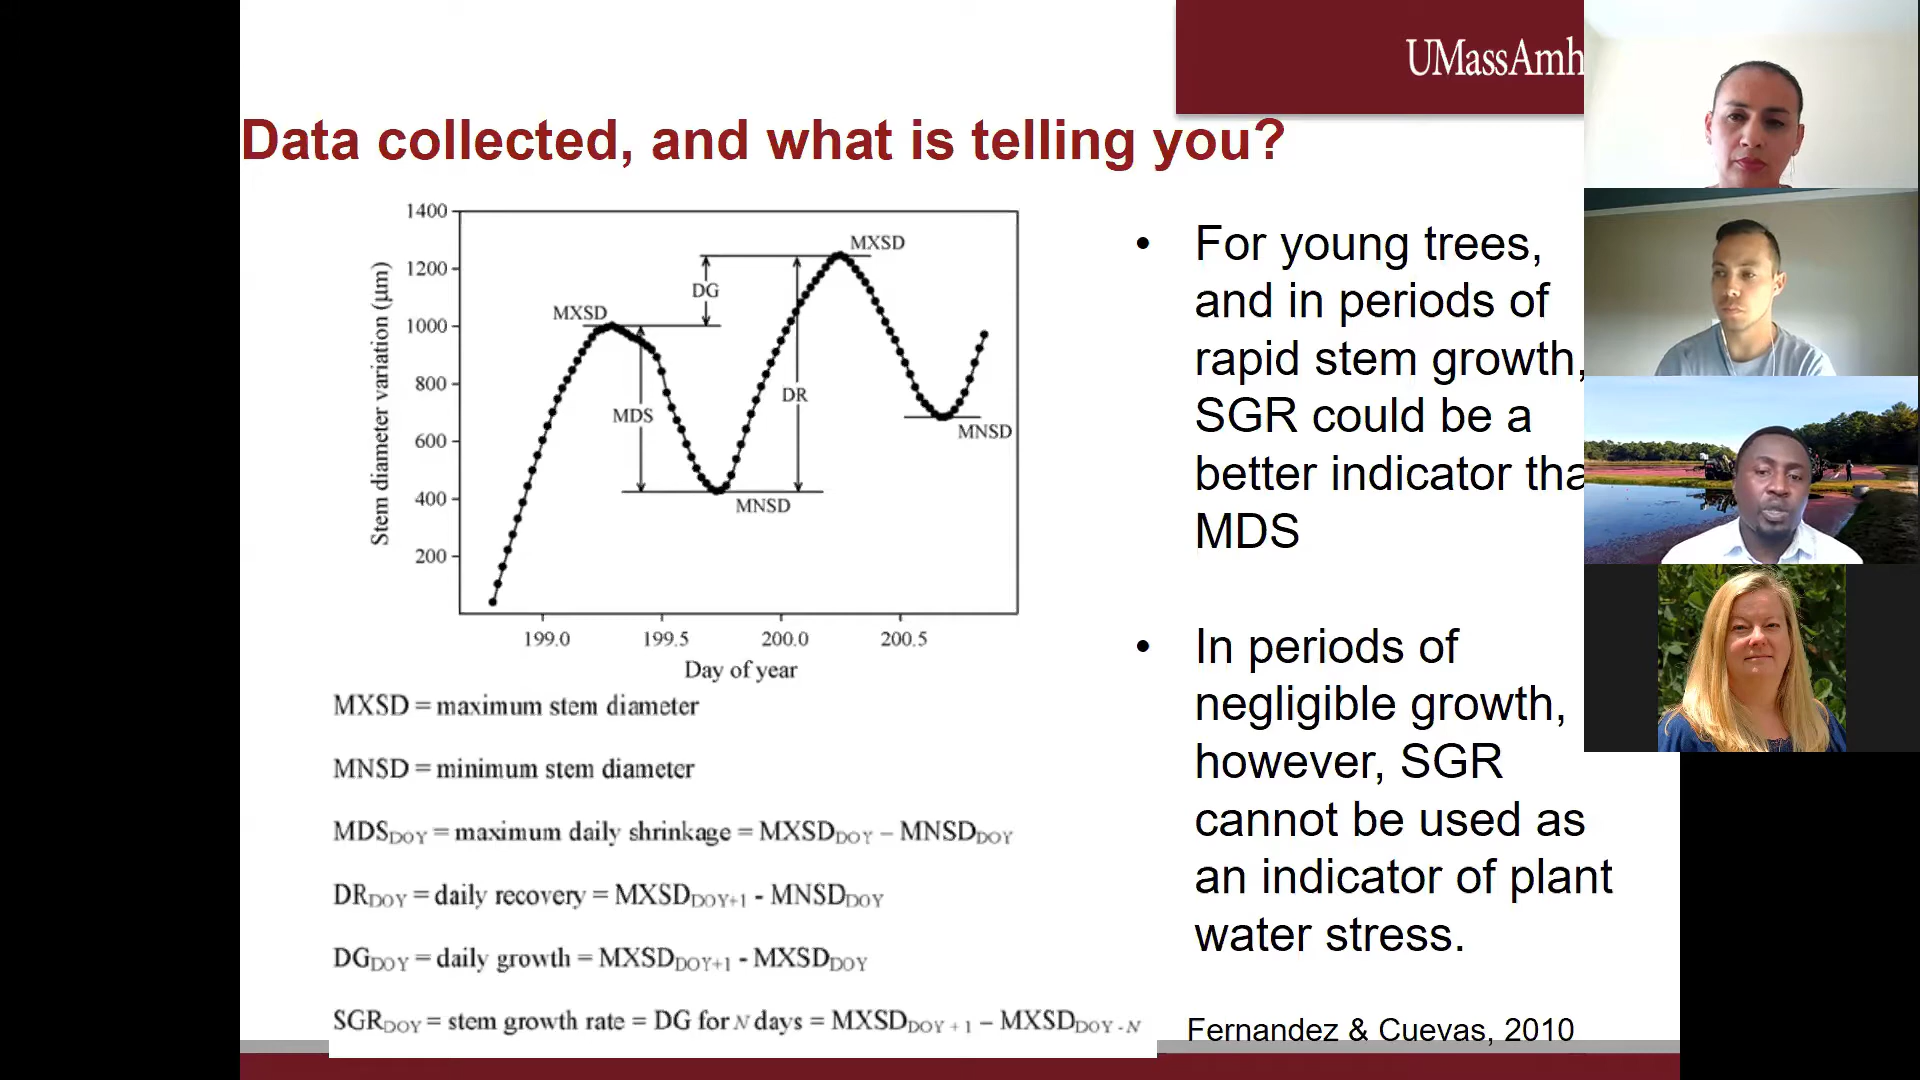 UMassAmh
Data collected, and what is telling you?
1400
1200
1000
800
600
400
200
Stem diameter variation (µm)
MXSD
MDS
DG
MNSD
DR
MXSD
MNSD
199.0 199.5 200.0 200.5
Day of year
MXSD = maximum stem diameter
MNSD = minimum stem diameter
MDSDOY = maximum daily shrinkage = MXSDDOY – MNSDDOY
DRDOY = daily recovery = MXSDDOY+1 - MNSDDOY
DGDOY = daily growth = MXSDDOY+1 - MXSDDOY
SGRDOY = stem growth rate = DG for N days = MXSDDOY + 1 – MXSDDOY - N
• For young trees,
and in periods of
rapid stem growth,
SGR could be a
better indicator tha
MDS
• In periods of
negligible growth,
however, SGR
cannot be used as
an indicator of plant
water stress.
Fernandez & Cuevas, 2010